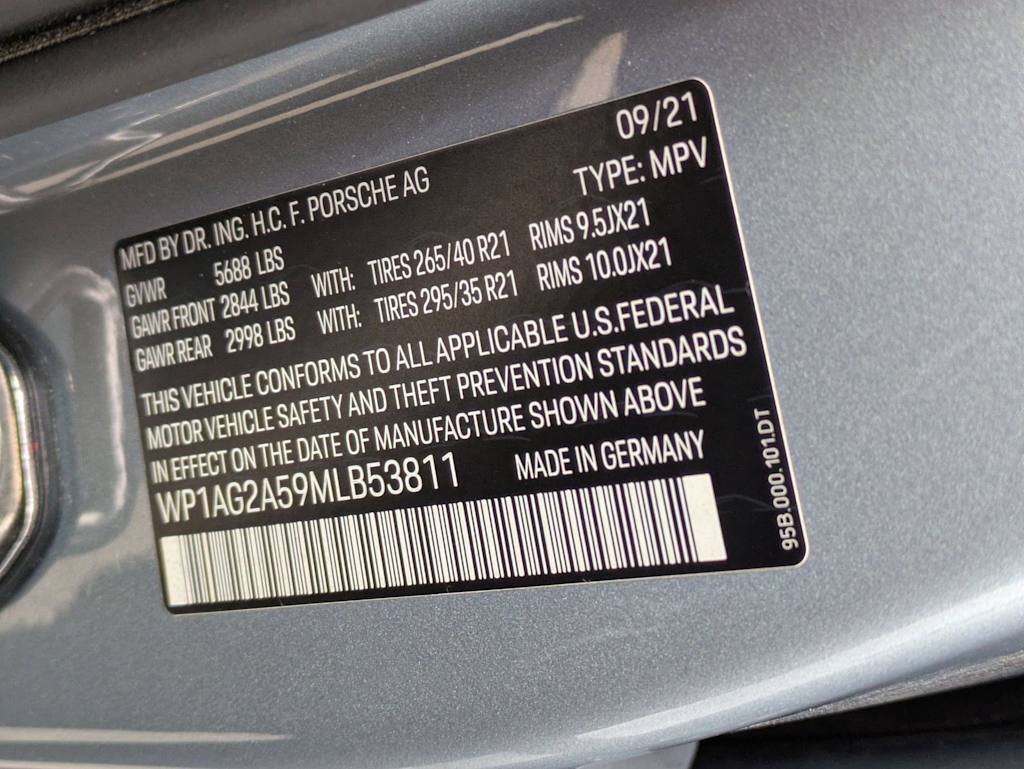 09/21
MFD BY DR. ING. H.C. F. PORSCHE AG TYPE: MPV
GVWR 5688 LBS
GAWR FRONT 2844 LBS WITH: TIRES 265/40 R21 RIMS 9.5JX21
GAWR REAR 2998 LBS WITH: TIRES 295/35 R21 RIMS 10.0JX21
THIS VEHICLE CONFORMS TO ALL APPLICABLE U.S.FEDERAL
MOTOR VEHICLE SAFETY AND THEFT PREVENTION STANDARDS
IN EFFECT ON THE DATE OF MANUFACTURE SHOWN ABOVE
WP1AG2A59MLB53811 MADE IN GERMANY
95B.000.101.DT